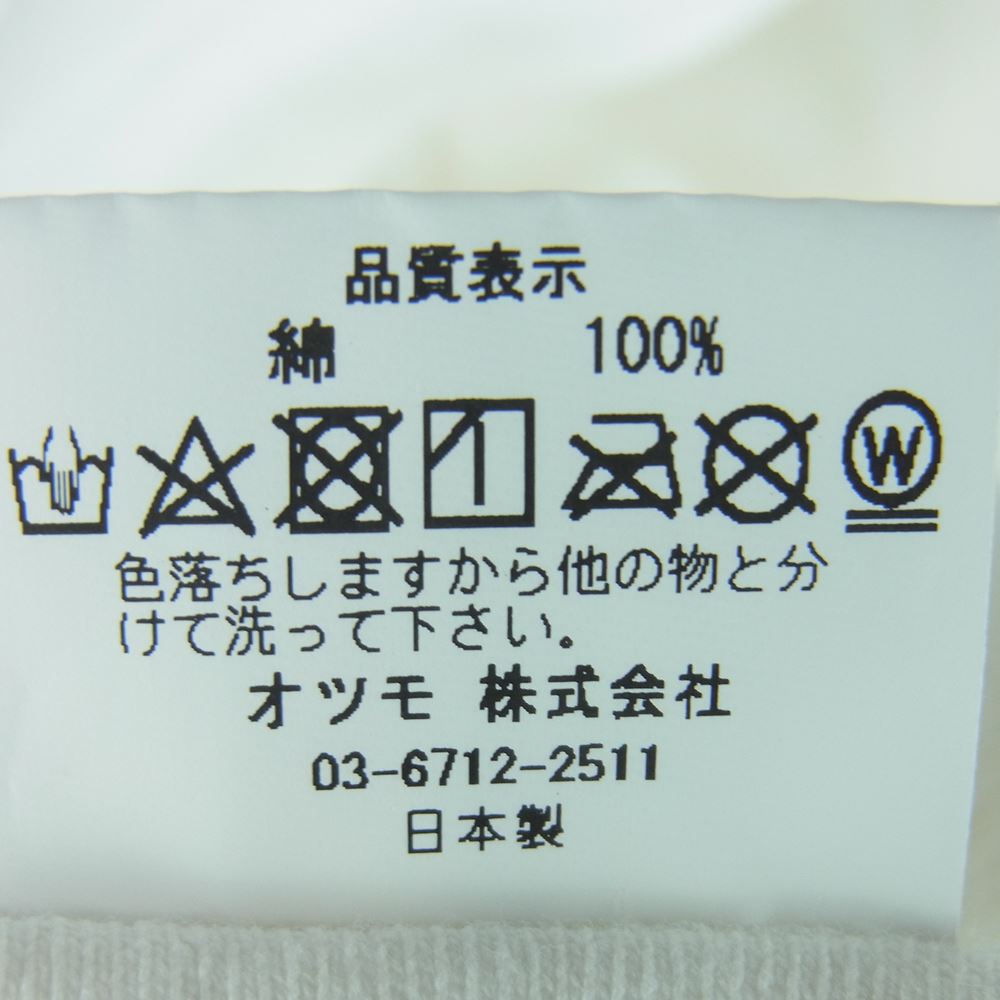 品質表示
綿 100%
W
色落ちしますから他の物と分
けて洗って下さい。
オツモ 株式会社
03-6712-2511
日本製